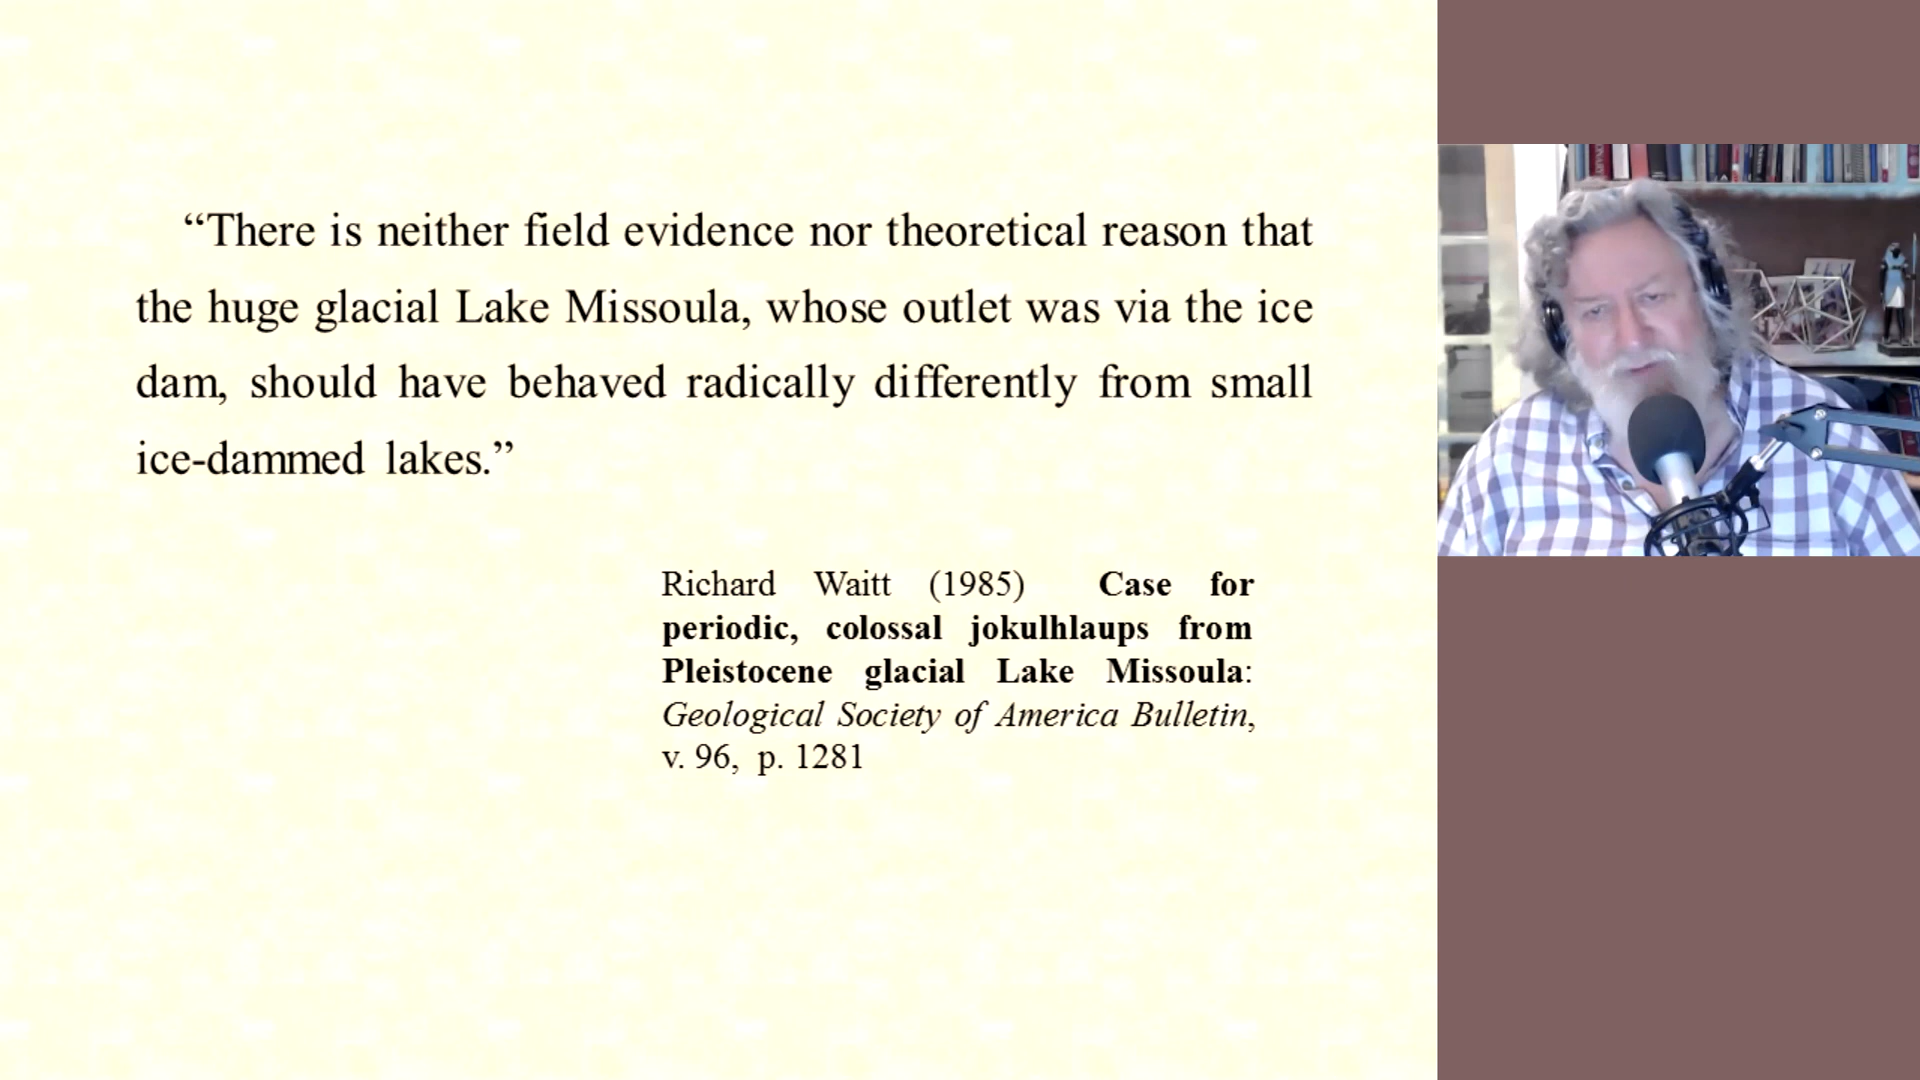 “There is neither field evidence nor theoretical reason that
the huge glacial Lake Missoula, whose outlet was via the ice
dam, should have behaved radically differently from small
ice-dammed lakes.”
Richard Waitt (1985) Case for
periodic, colossal jokulhlaups from
Pleistocene glacial Lake Missoula:
Geological Society of America Bulletin,
v. 96, p. 1281